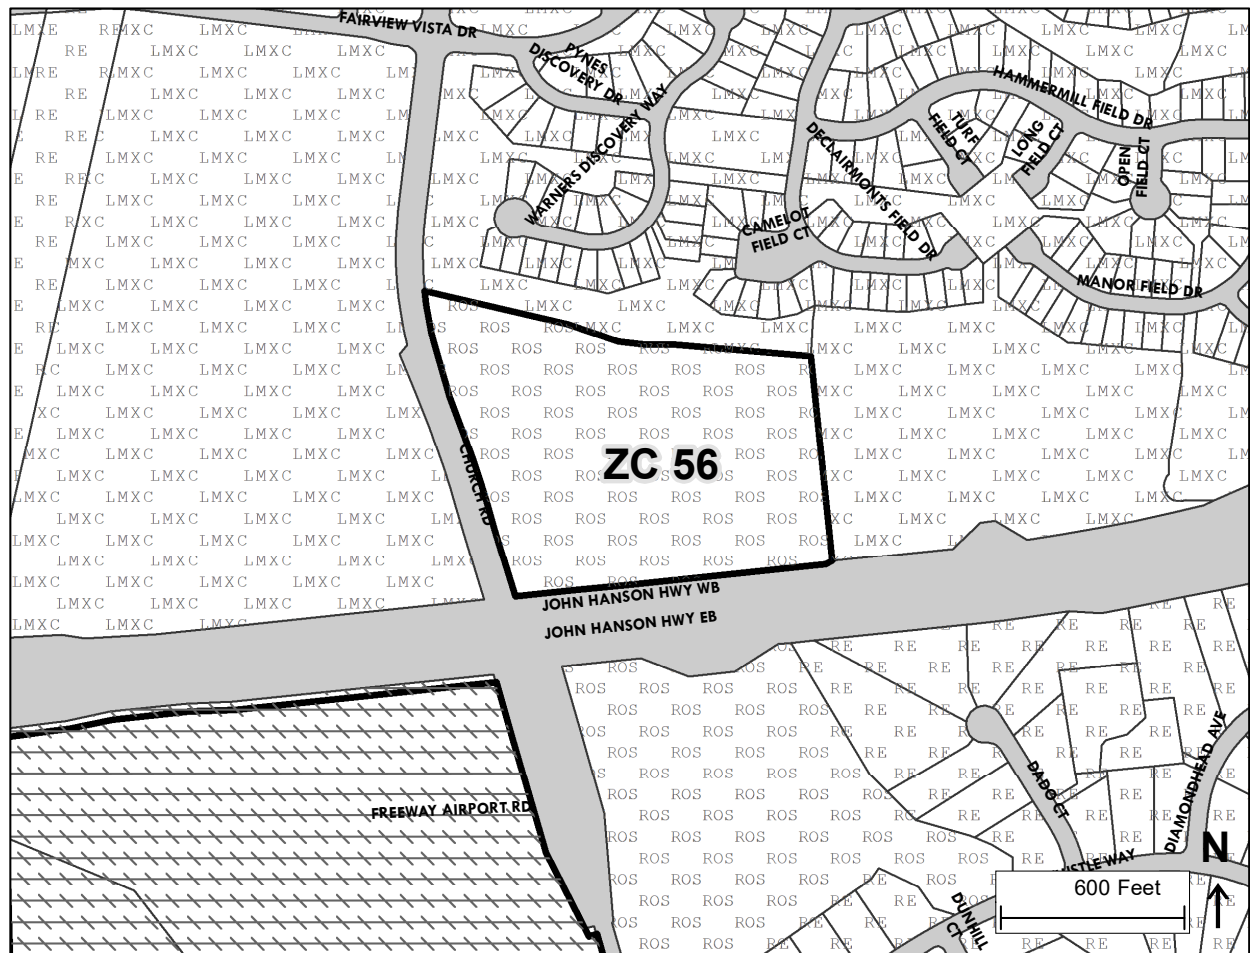 FAIRVIEW VISTA DR
PYNES
DISCOVERY DR
WARNERS DISCOVERY WAY
HAMMERMILL FIELD DR
TURF
FIELD CT
LONG
FIELD CT
OPEN
FIELD CT
DECLAIRMONTS FIELD DR
CAMELOT
FIELD CT
MANOR FIELD DR
LMXC
ROS
ZC 56
CHURCH RD
JOHN HANSON HWY WB
JOHN HANSON HWY EB
RE
FREEWAY AIRPORT RD
DADO CT
DIAMONDHEAD AVE
WAY
DUNHILL
CT
N
600 Feet